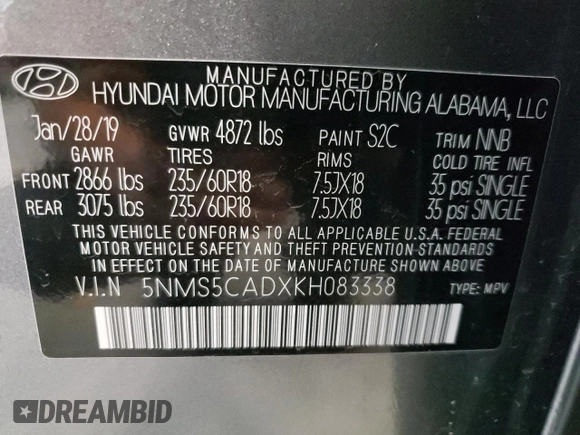 MANUFACTURED BY
HYUNDAI MOTOR MANUFACTURING ALABAMA, LLC
Jan/28/19 GVWR 4872 lbs PAINT S2C TRIM NNB
GAWR TIRES RIMS COLD TIRE INFL
FRONT 2866 lbs 235/60R18 7.5JX18 35 psi SINGLE
REAR 3075 lbs 235/60R18 7.5JX18 35 psi SINGLE
THIS VEHICLE CONFORMS TO ALL APPLICABLE U.S.A. FEDERAL
MOTOR VEHICLE SAFETY AND THEFT PREVENTION STANDARDS
IN EFFECT ON THE DATE OF MANUFACTURE SHOWN ABOVE.
V.I.N 5NMS5CADXKH083338 TYPE: MPV
DREAMBID